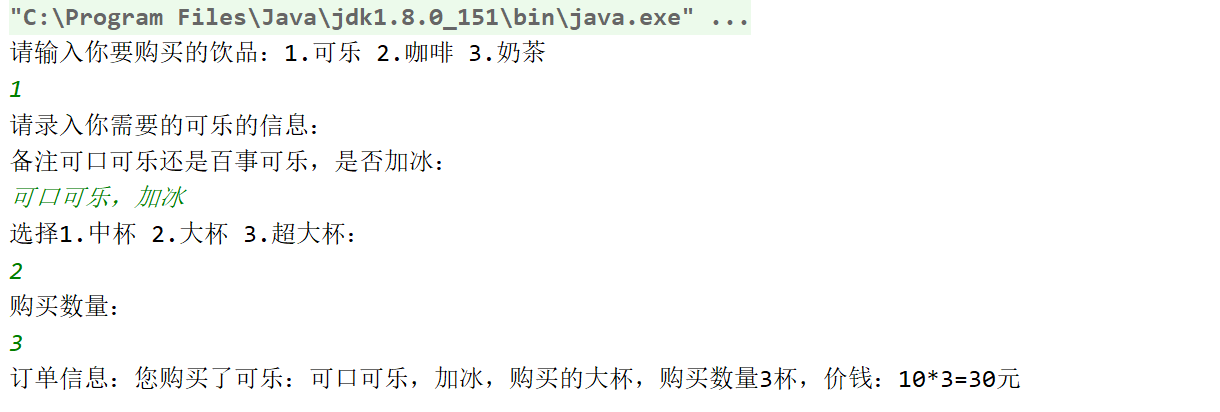 "C:\Program Files\Java\jdk1.8.0_151\bin\java.exe" ...
请输入你要购买的饮品：1.可乐 2.咖啡 3.奶茶
1
请录入你需要的可乐的信息：
备注可口可乐还是百事可乐，是否加冰：
可口可乐，加冰
选择1.中杯 2.大杯 3.超大杯：
2
购买数量：
3
订单信息：您购买了可乐：可口可乐，加冰，购买的大杯，购买数量3杯，价钱：10*3=30元